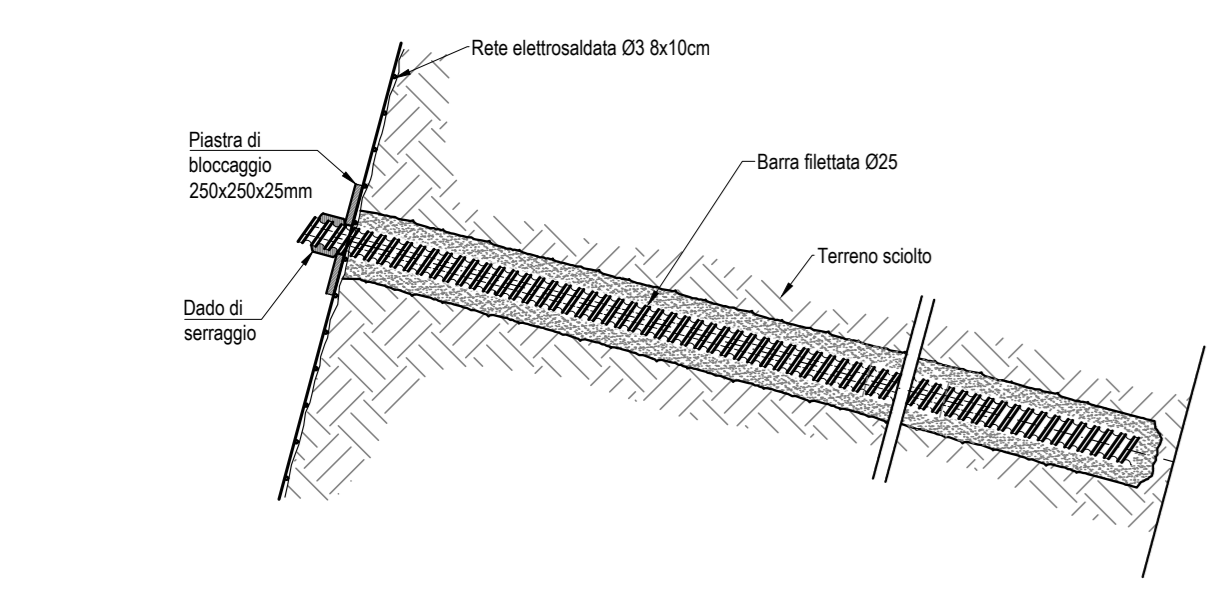 Rete elettrosaldata Ø3 8x10cm
Piastra di
bloccaggio
250x250x25mm
Barra filettata Ø25
Terreno sciolto
Dado di
serraggio